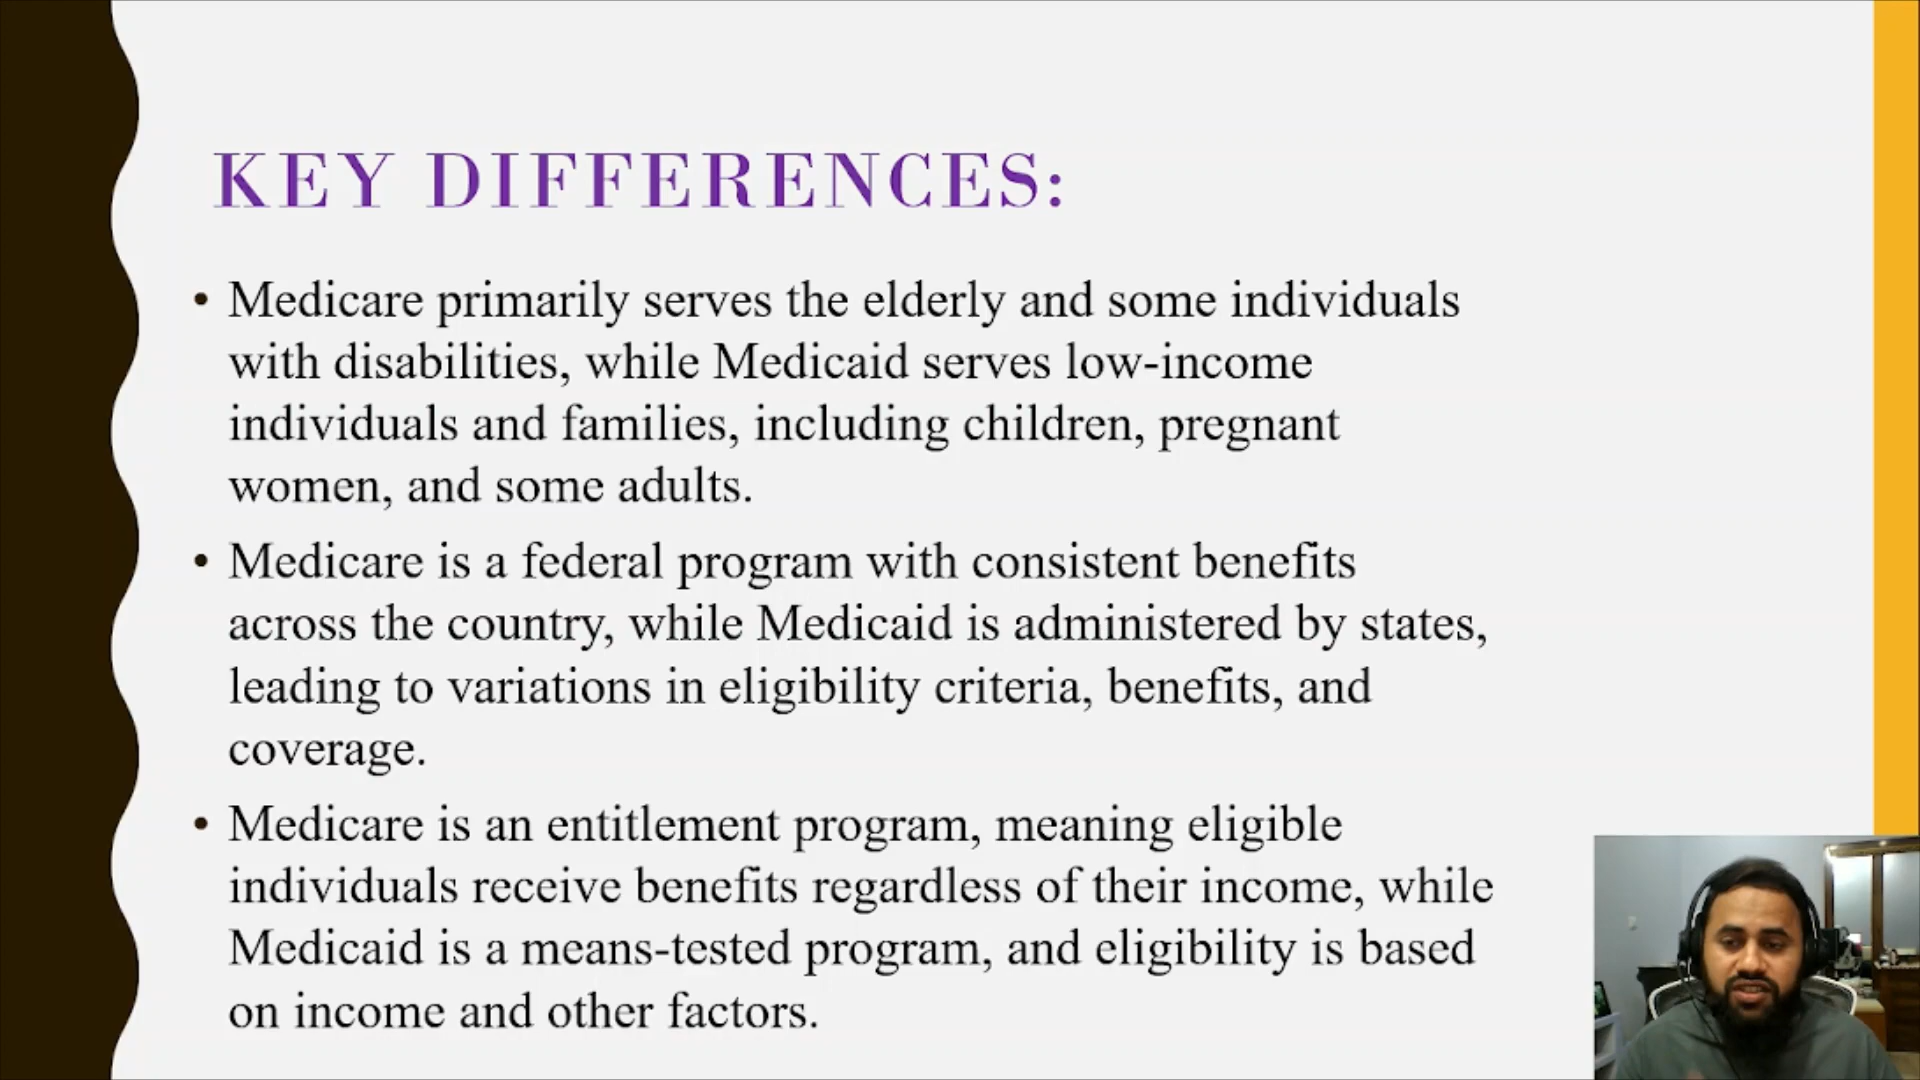 KEY DIFFERENCES:
• Medicare primarily serves the elderly and some individuals
with disabilities, while Medicaid serves low-income
individuals and families, including children, pregnant
women, and some adults.
• Medicare is a federal program with consistent benefits
across the country, while Medicaid is administered by states,
leading to variations in eligibility criteria, benefits, and
coverage.
• Medicare is an entitlement program, meaning eligible
individuals receive benefits regardless of their income, while
Medicaid is a means-tested program, and eligibility is based
on income and other factors.